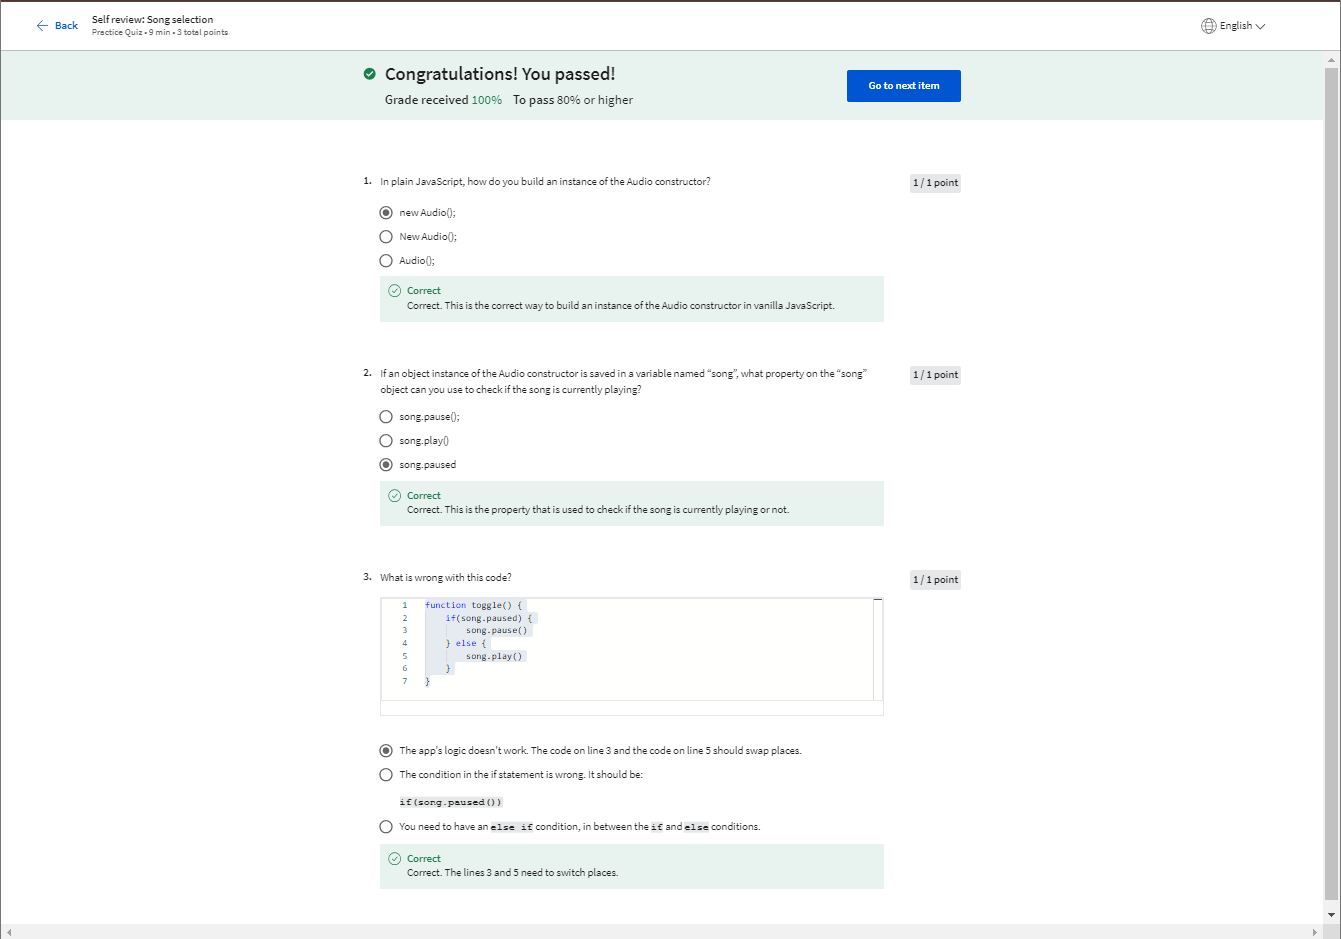 Back
Self review: Song selection
Practice Quiz • 9 min • 3 total points
English
Congratulations! You passed!
Grade received 100% To pass 80% or higher
Go to next item
1. In plain JavaScript, how do you build an instance of the Audio constructor?
1 / 1 point
new Audio();
New Audio();
Audio();
Correct
Correct. This is the correct way to build an instance of the Audio constructor in vanilla JavaScript.
2. If an object instance of the Audio constructor is saved in a variable named “song”, what property on the “song”
object can you use to check if the song is currently playing?
1 / 1 point
song.pause();
song.play()
song.paused
Correct
Correct. This is the property that is used to check if the song is currently playing or not.
3. What is wrong with this code?
1 / 1 point
1 function toggle() {
2 if(song.paused) {
3 song.pause()
4 } else {
5 song.play()
6 }
7 }
The app's logic doesn't work. The code on line 3 and the code on line 5 should swap places.
The condition in the if statement is wrong. It should be:
if(song.paused())
You need to have an else if condition, in between the if and else conditions.
Correct
Correct. The lines 3 and 5 need to switch places.